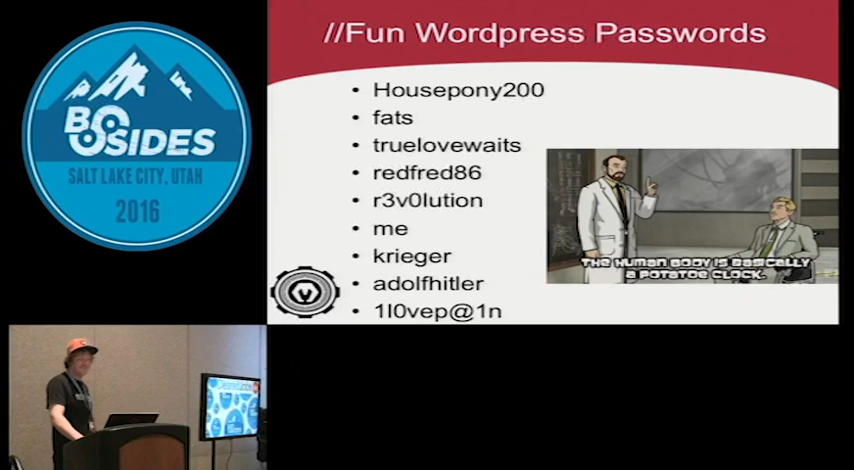 BSIDES
SALT LAKE CITY, UTAH
2016
//Fun Wordpress Passwords
• Housepony200
• fats
• truelovewaits
• redfred86
• r3v0lution
• me
• krieger
• adolfhitler
• 1l0vep@1n
THE HUMAN BODY IS BASICALLY
A POTATOE CLOCK.